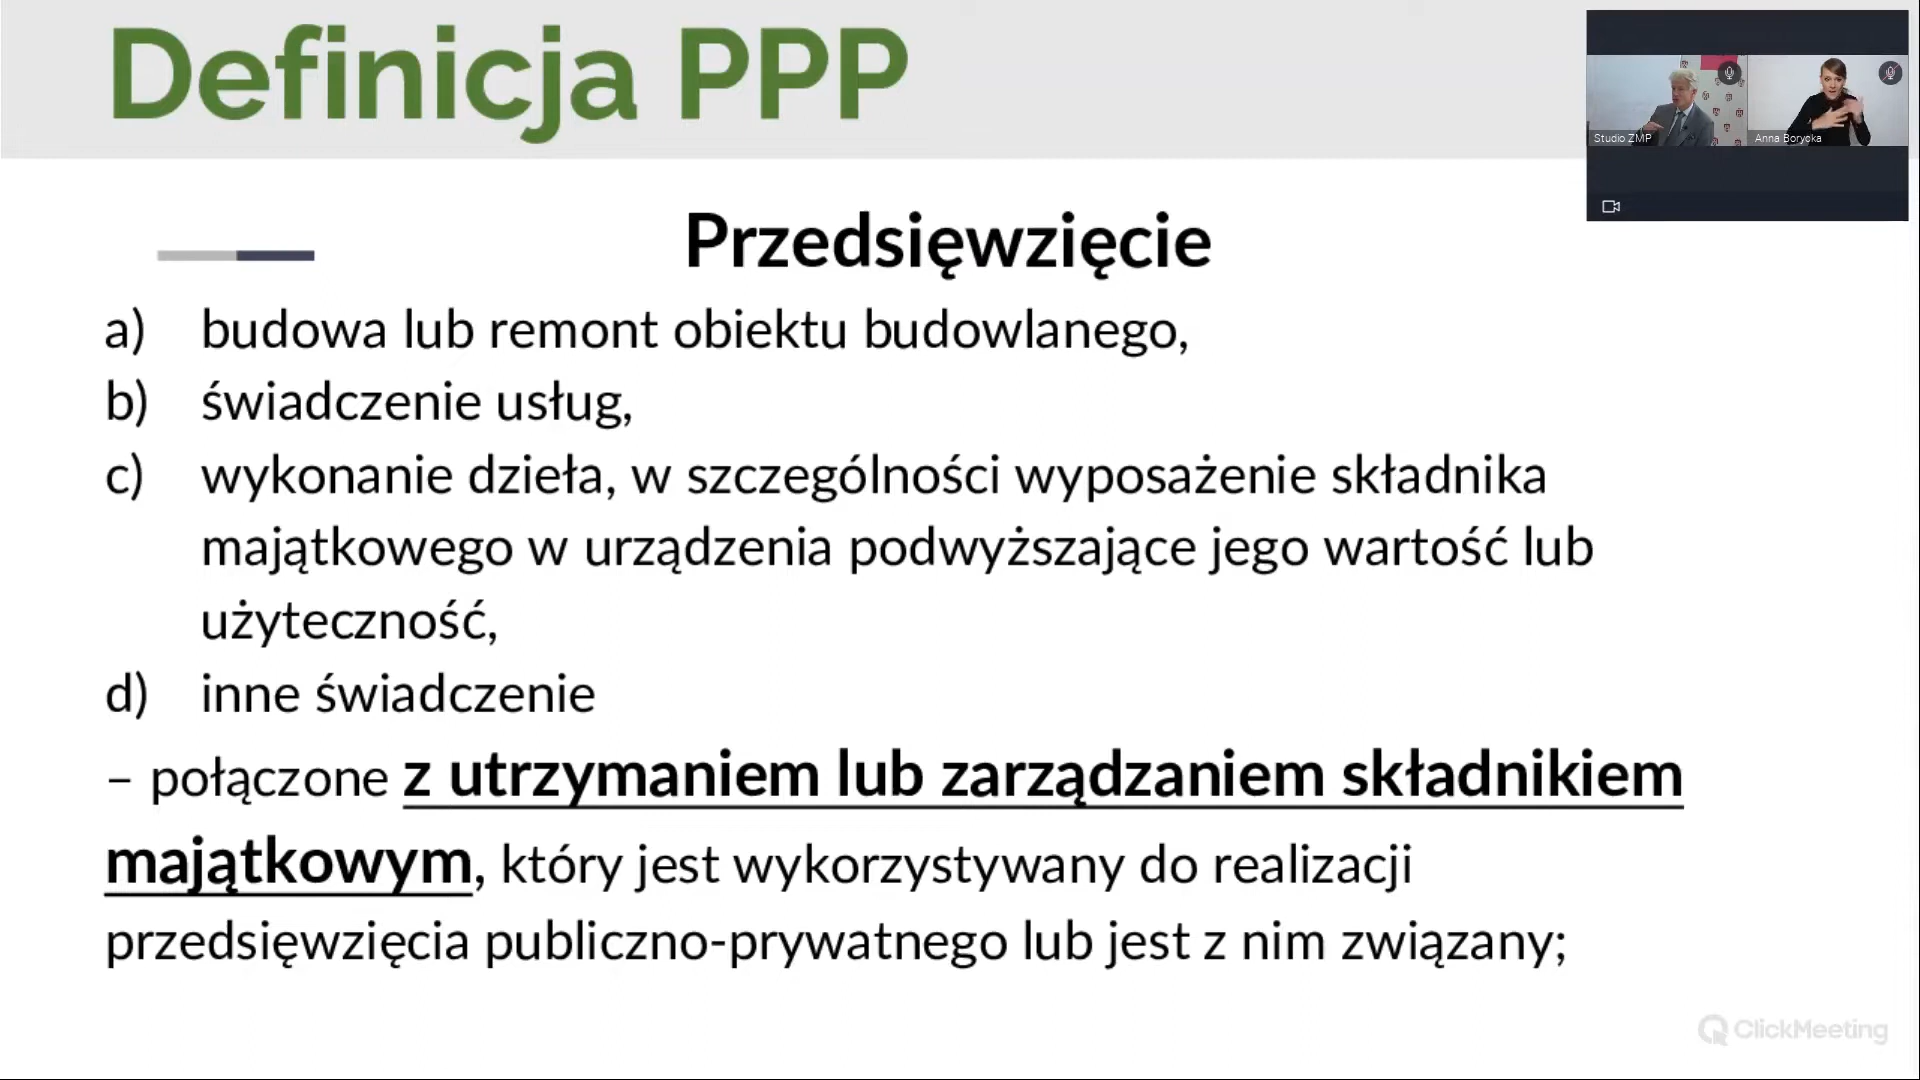 Definicja PPP
Studio ZMP
Anna Borycka
Przedsięwzięcie
a) budowa lub remont obiektu budowlanego,
b) świadczenie usług,
c) wykonanie dzieła, w szczególności wyposażenie składnika
majątkowego w urządzenia podwyższające jego wartość lub
użyteczność,
d) inne świadczenie
– połączone z utrzymaniem lub zarządzaniem składnikiem
majątkowym, który jest wykorzystywany do realizacji
przedsięwzięcia publiczno-prywatnego lub jest z nim związany;
ClickMeeting